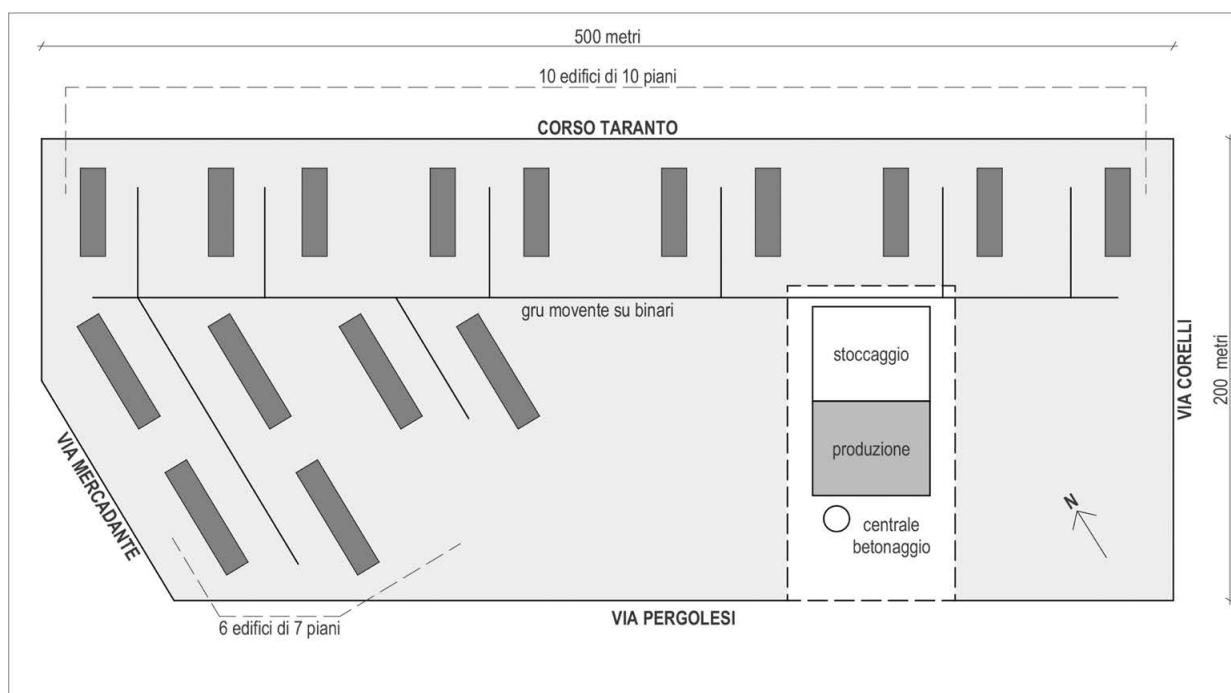 500 metri
10 edifici di 10 piani
CORSO TARANTO
gru movente su binari
stoccaggio
VIA CORELLI
200 metri
produzione
VIA MERCADANTE
N
centrale
betonaggio
VIA PERGOLESI
6 edifici di 7 piani